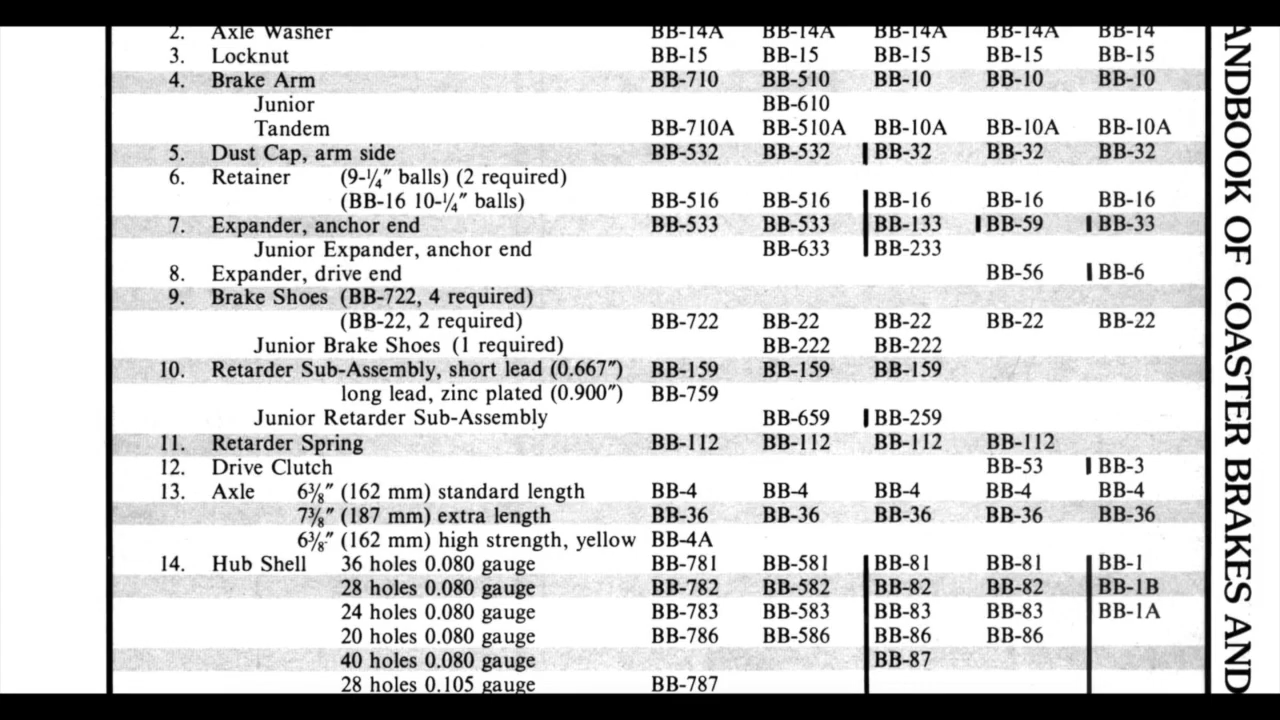 2. Axle Washer BB-14A BB-14A BB-14A BB-14A BB-14
3. Locknut BB-15 BB-15 BB-15 BB-15 BB-15
4. Brake Arm BB-710 BB-510 BB-10 BB-10 BB-10
Junior BB-610
Tandem BB-710A BB-510A BB-10A BB-10A BB-10A
5. Dust Cap, arm side BB-532 BB-532 BB-32 BB-32 BB-32
6. Retainer (9-¼″ balls) (2 required)
(BB-16 10-¼″ balls) BB-516 BB-516 BB-16 BB-16 BB-16
7. Expander, anchor end BB-533 BB-533 BB-133 BB-59 BB-33
Junior Expander, anchor end BB-633 BB-233
8. Expander, drive end BB-56 BB-6
9. Brake Shoes (BB-722, 4 required)
(BB-22, 2 required) BB-722 BB-22 BB-22 BB-22 BB-22
Junior Brake Shoes (1 required) BB-222 BB-222
10. Retarder Sub-Assembly, short lead (0.667″) BB-159 BB-159 BB-159
long lead, zinc plated (0.900″) BB-759
Junior Retarder Sub-Assembly BB-659 BB-259
11. Retarder Spring BB-112 BB-112 BB-112 BB-112
12. Drive Clutch BB-53 BB-3
13. Axle 6⅜″ (162 mm) standard length BB-4 BB-4 BB-4 BB-4 BB-4
7⅜″ (187 mm) extra length BB-36 BB-36 BB-36 BB-36 BB-36
6⅜″ (162 mm) high strength, yellow BB-4A
14. Hub Shell 36 holes 0.080 gauge BB-781 BB-581 BB-81 BB-81 BB-1
28 holes 0.080 gauge BB-782 BB-582 BB-82 BB-82 BB-1B
24 holes 0.080 gauge BB-783 BB-583 BB-83 BB-83 BB-1A
20 holes 0.080 gauge BB-786 BB-586 BB-86 BB-86
40 holes 0.080 gauge BB-87
28 holes 0.105 gauge BB-787
ANDBOOK OF COASTER BRAKES AND